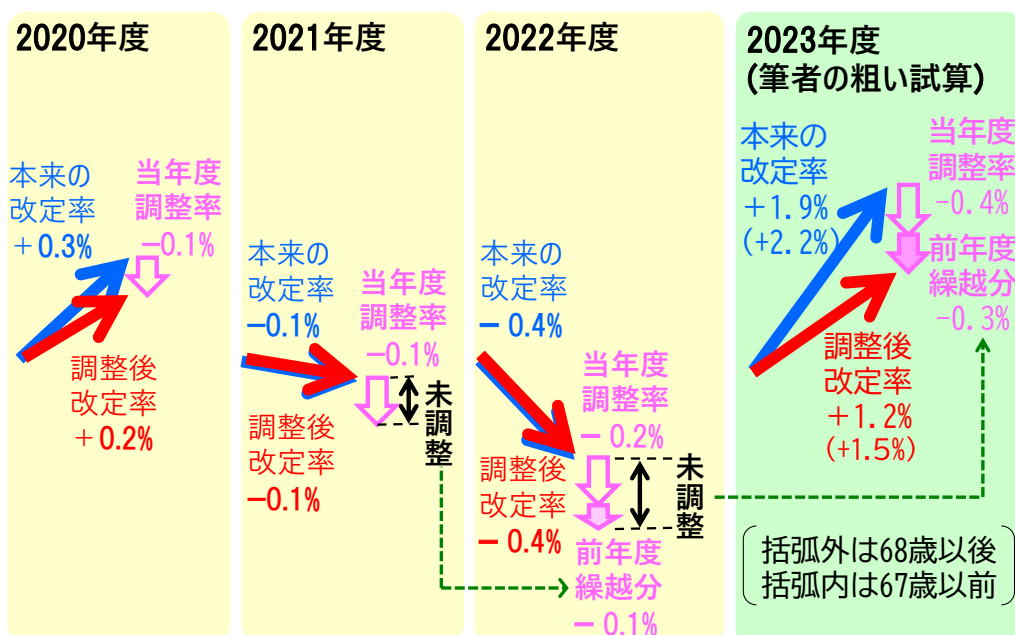 2020年度
本来の
改定率
＋0.3%
当年度
調整率
−0.1%
調整後
改定率
＋0.2%
2021年度
本来の
改定率
−0.1%
当年度
調整率
−0.1%
未調整
調整後
改定率
−0.1%
2022年度
本来の
改定率
− 0.4%
当年度
調整率
− 0.2%
未調整
調整後
改定率
− 0.4%
前年度
繰越分
− 0.1%
2023年度
(筆者の粗い試算)
本来の
改定率
＋1.9%
(+2.2%)
当年度
調整率
-0.4%
前年度
繰越分
-0.3%
調整後
改定率
＋1.2%
(+1.5%)
括弧外は68歳以後
括弧内は67歳以前